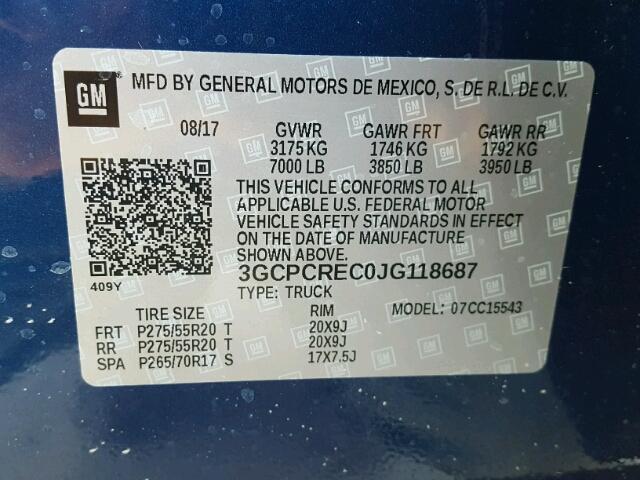 GM ® MFD BY GENERAL MOTORS DE MEXICO, S. DE R.L. DE C.V.
08/17 GVWR GAWR FRT GAWR RR
3175 KG 1746 KG 1792 KG
7000 LB 3850 LB 3950 LB
THIS VEHICLE CONFORMS TO ALL
APPLICABLE U.S. FEDERAL MOTOR
VEHICLE SAFETY STANDARDS IN EFFECT
ON THE DATE OF MANUFACTURE
SHOWN ABOVE.
409Y 3GCPCREC0JG118687
TYPE: TRUCK
TIRE SIZE RIM MODEL: 07CC15543
FRT P275/55R20 T 20X9J
RR P275/55R20 T 20X9J
SPA P265/70R17 S 17X7.5J